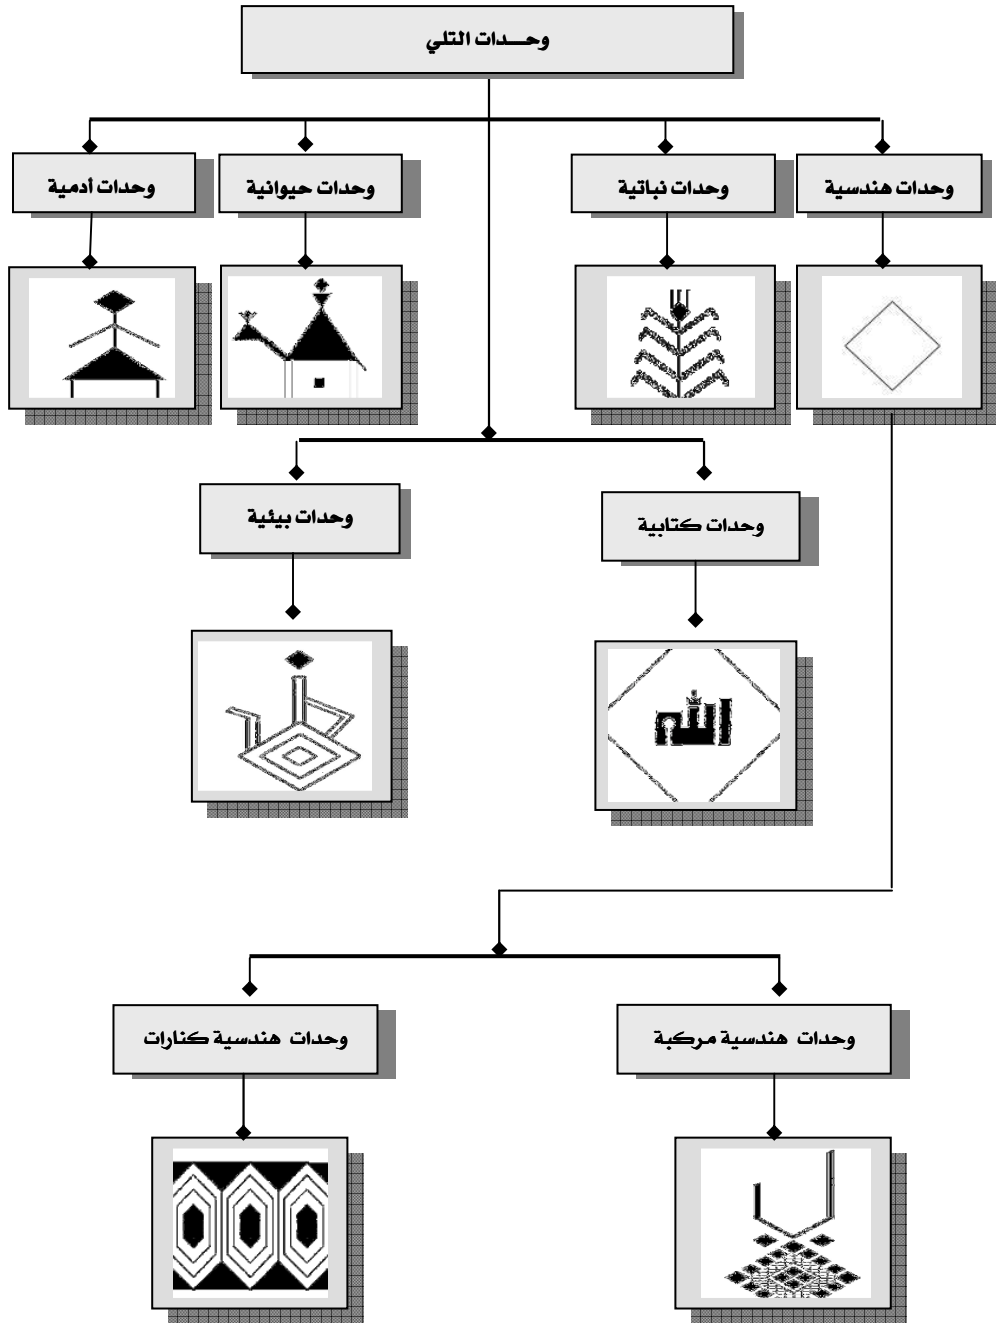 وحـــدات التلي
وحدات هندسية
وحدات نباتية
وحدات حيوانية
وحدات أدمية
وحدات كتابية
وحدات بيئية
الله
وحدات هندسية مركبة
وحدات هندسية كنارات